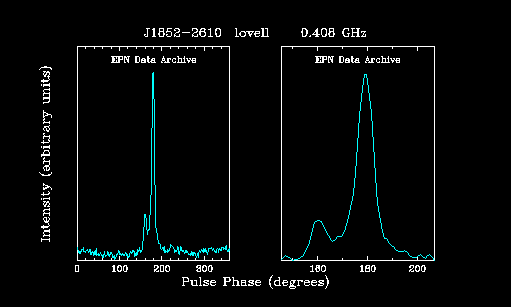 J1852-2610 lovell 0.408 GHz
EPN Data Archive EPN Data Archive
Intensity (arbitrary units)
0 100 200 300 180 190 200
Pulse Phase (degrees)